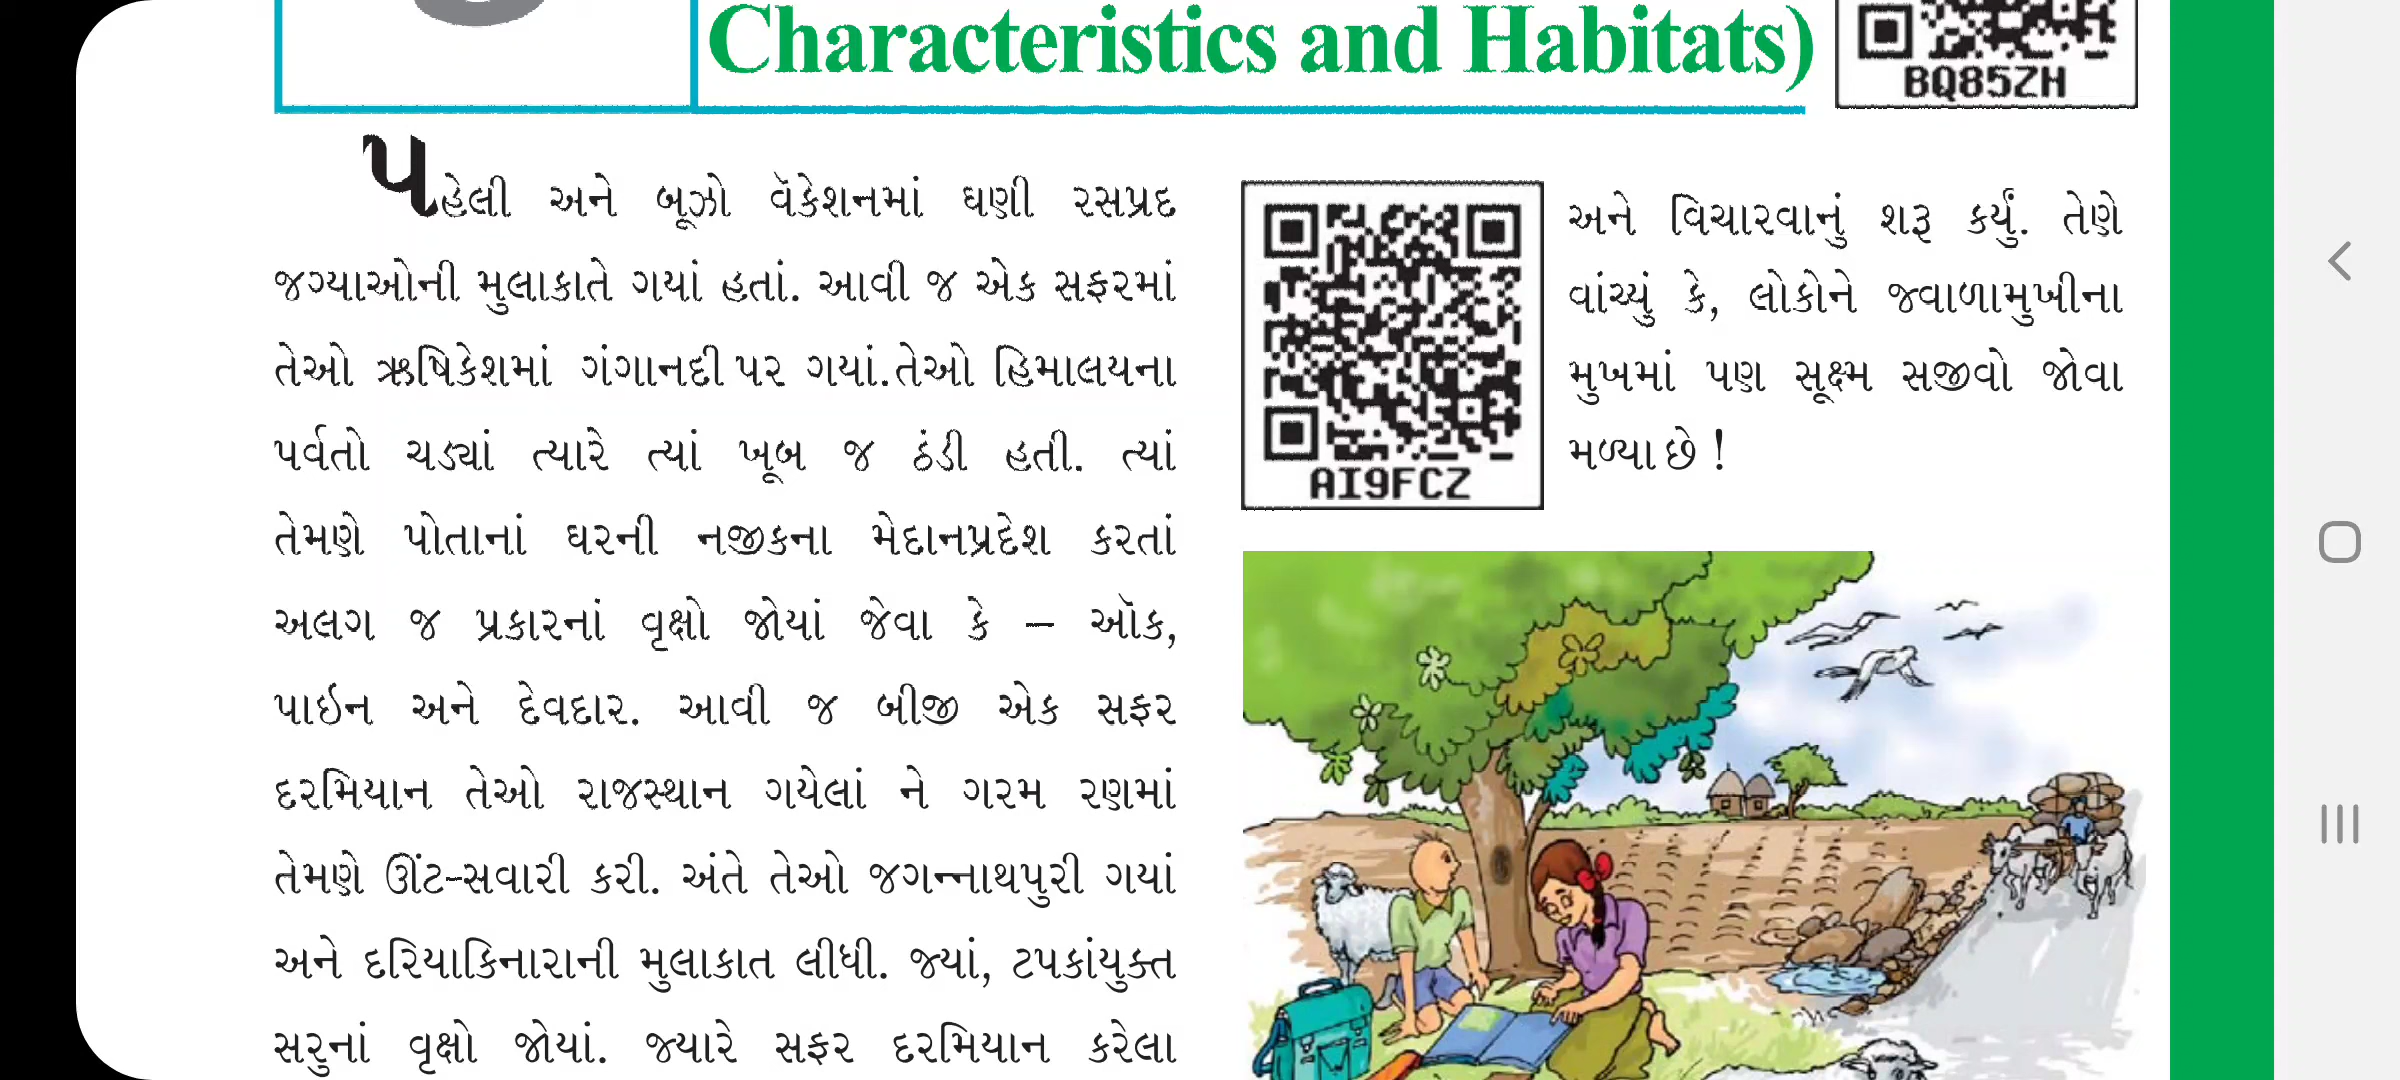 Characteristics and Habitats)
BQ85ZH
પહેલી અને બૂઝો વૅકેશનમાં ઘણી રસપ્રદ
જગ્યાઓની મુલાકાતે ગયાં હતાં. આવી જ એક સફરમાં
તેઓ ઋષિકેશમાં ગંગાનદી પર ગયાં.તેઓ હિમાલયના
પર્વતો ચડ્યાં ત્યારે ત્યાં ખૂબ જ ઠંડી હતી. ત્યાં
તેમણે પોતાનાં ઘરની નજીકના મેદાનપ્રદેશ કરતાં
અલગ જ પ્રકારનાં વૃક્ષો જોયાં જેવા કે – ઑક,
પાઇન અને દેવદાર. આવી જ બીજી એક સફર
દરમિયાન તેઓ રાજસ્થાન ગયેલાં ને ગરમ રણમાં
તેમણે ઊંટ-સવારી કરી. અંતે તેઓ જગન્નાથપુરી ગયાં
અને દરિયાકિનારાની મુલાકાત લીધી. જ્યાં, ટપકાંયુક્ત
સરુનાં વૃક્ષો જોયાં. જ્યારે સફર દરમિયાન કરેલા
AI9FCZ
અને વિચારવાનું શરૂ કર્યું. તેણે
વાંચ્યું કે, લોકોને જ્વાળામુખીના
મુખમાં પણ સૂક્ષ્મ સજીવો જોવા
મળ્યા છે !